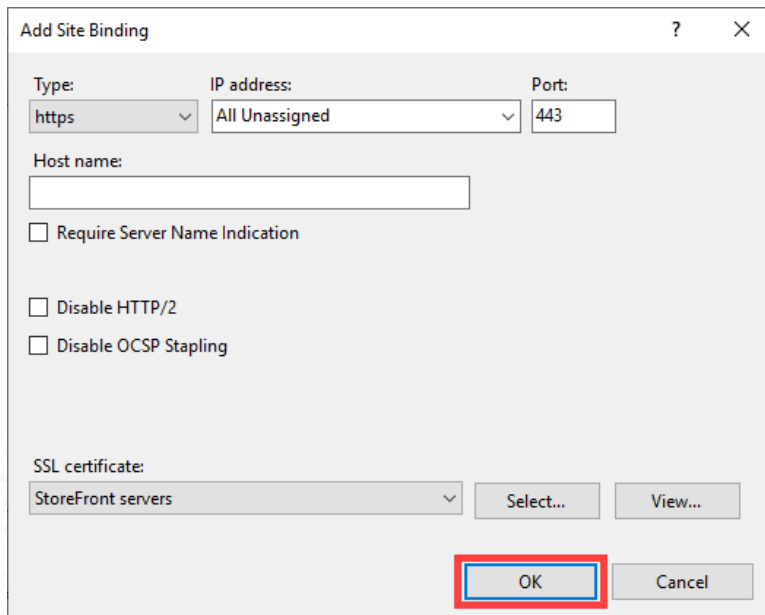 Add Site Binding ?
Type: IP address: Port:
https All Unassigned 443
Host name:
Require Server Name Indication
Disable HTTP/2
Disable OCSP Stapling
SSL certificate:
StoreFront servers Select... View...
OK Cancel